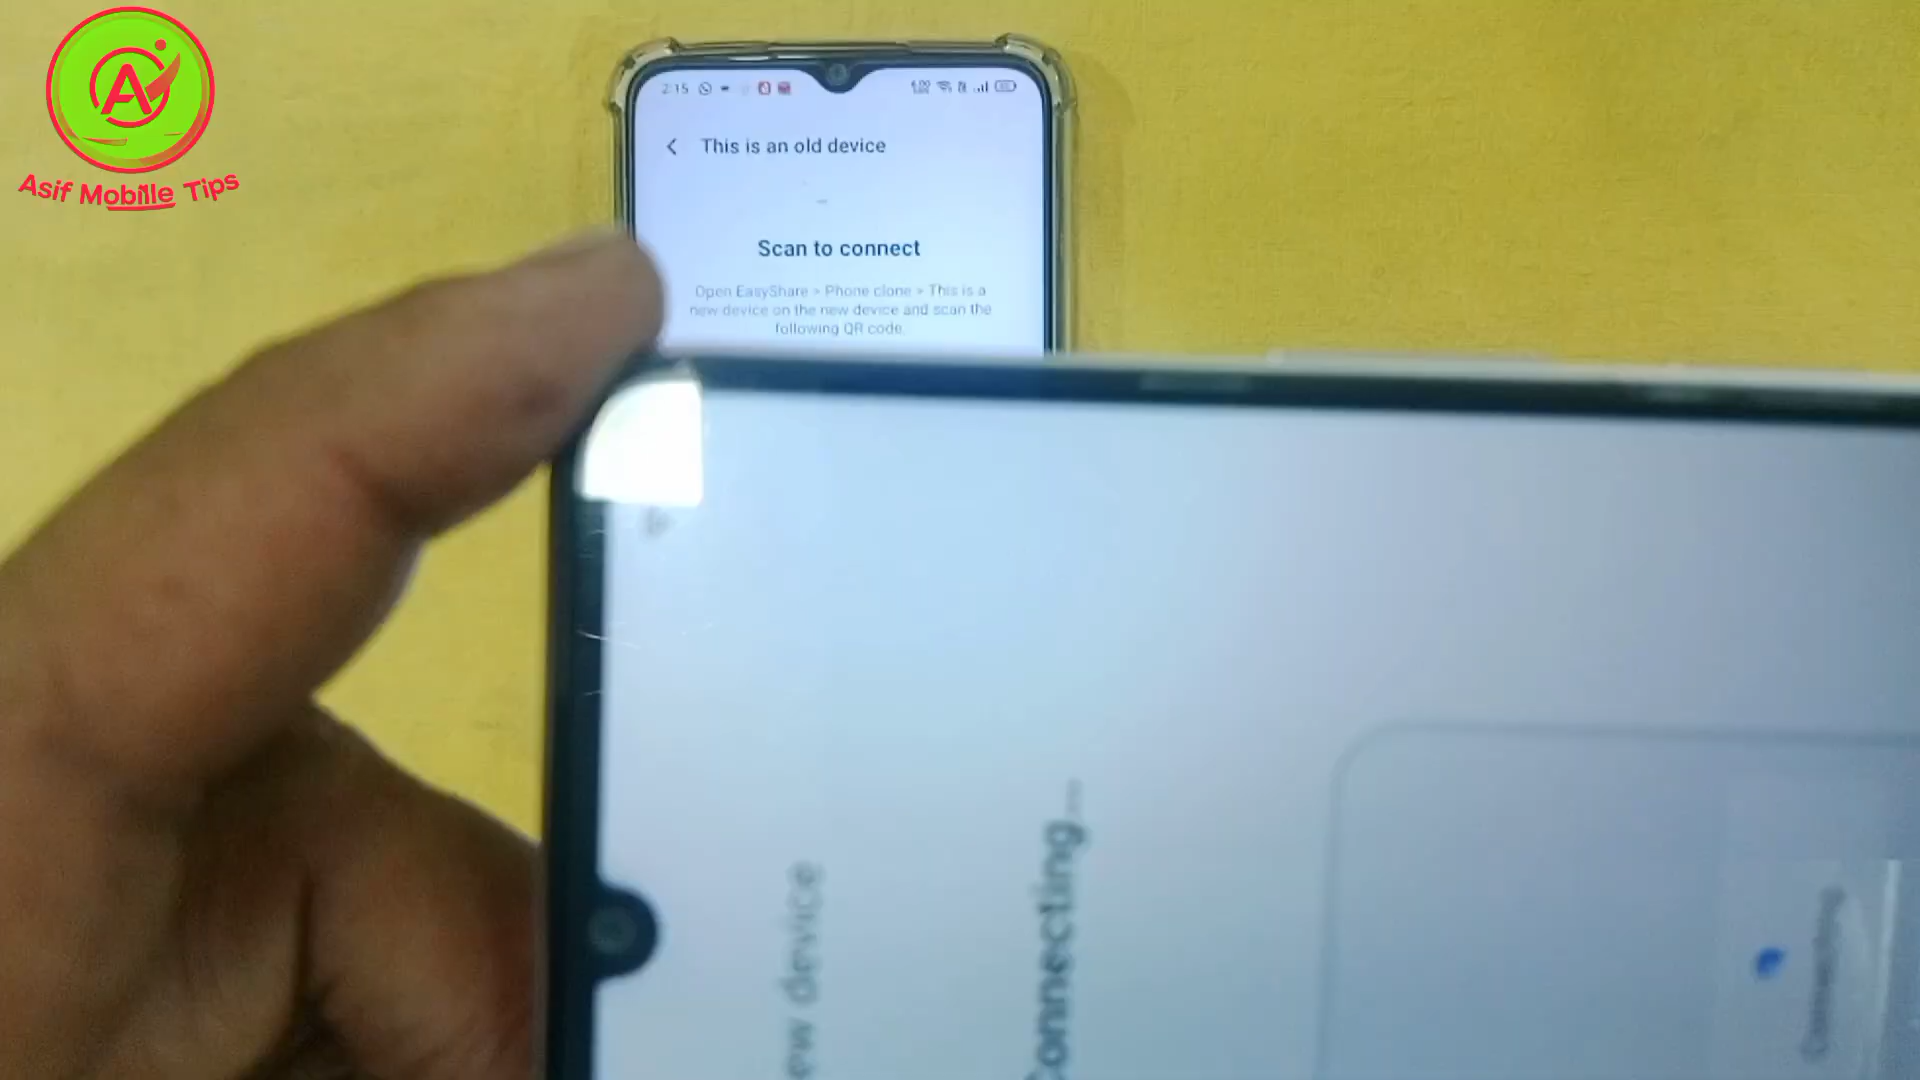 A
Asif Mobile Tips
2:15
This is an old device
Scan to connect
Open EasyShare > Phone clone > This is a
new device on the new device and scan the
following QR code.
device
Connecting...